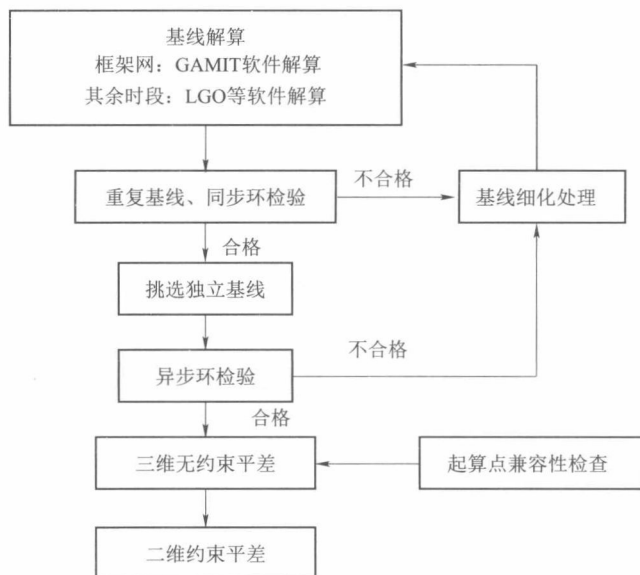 基线解算
框架网：GAMIT软件解算
其余时段：LGO等软件解算
重复基线、同步环检验
不合格
基线细化处理
合格
挑选独立基线
异步环检验
不合格
合格
三维无约束平差
起算点兼容性检查
二维约束平差